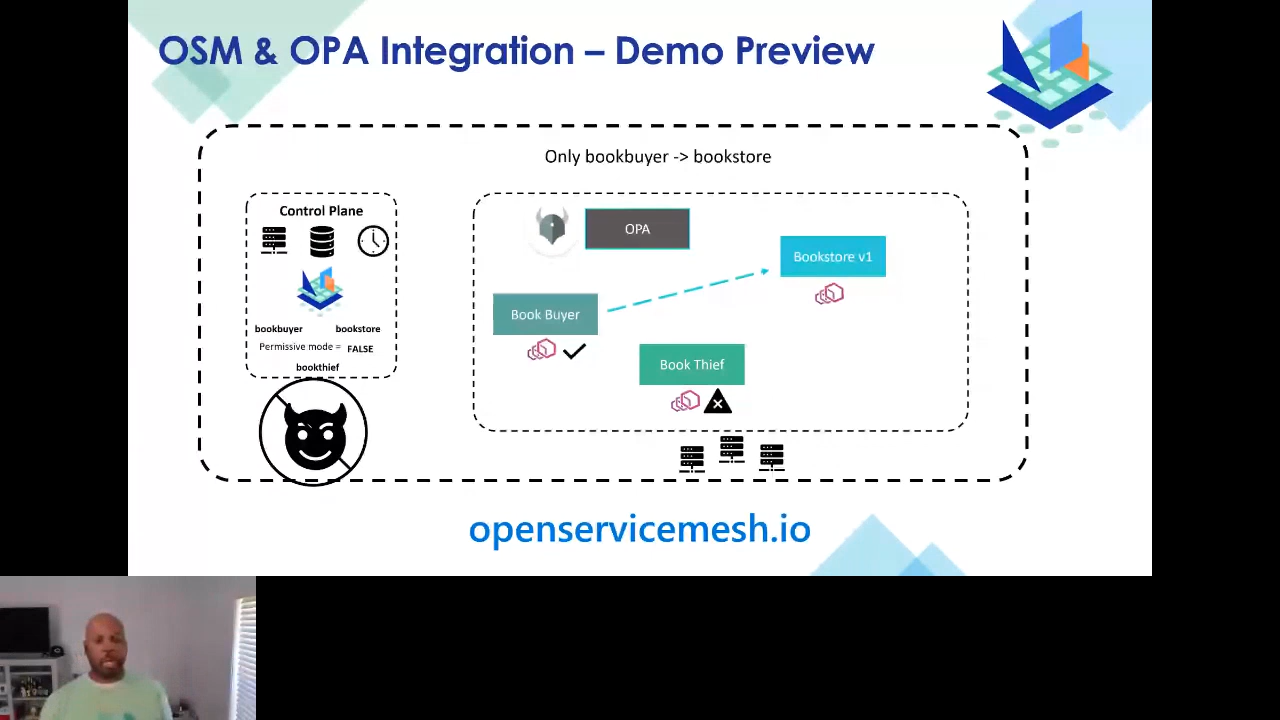 OSM & OPA Integration – Demo Preview
Only bookbuyer -> bookstore
Control Plane
bookbuyer bookstore
Permissive mode = FALSE
bookthief
OPA
Bookstore v1
Book Buyer
Book Thief
openservicemesh.io